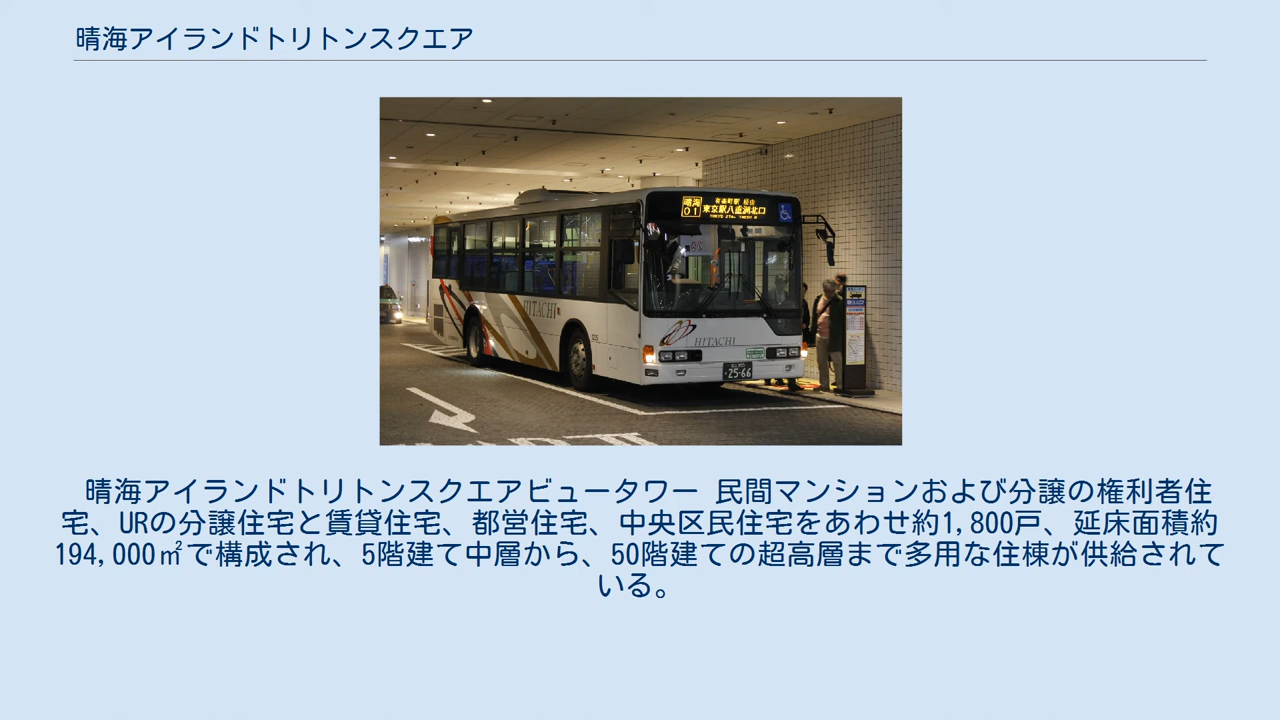 晴海アイランドトリトンスクエア
晴海
01
有楽町駅 経由
東京駅八重洲北口
HITACHI
HITACHI
25-66
晴海アイランドトリトンスクエアビュータワー 民間マンションおよび分譲の権利者住
宅、URの分譲住宅と賃貸住宅、都営住宅、中央区民住宅をあわせ約1,800戸、延床面積約
194,000㎡で構成され、5階建て中層から、50階建ての超高層まで多用な住棟が供給されて
いる。